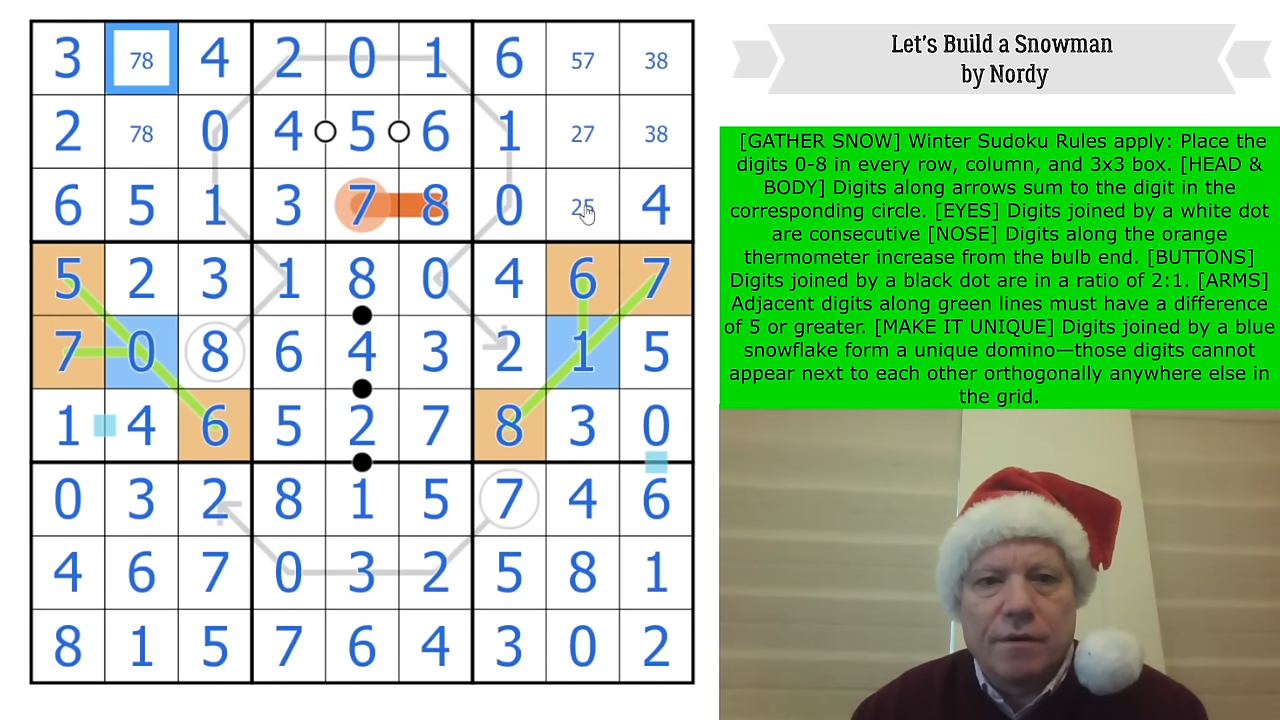 Let's Build a Snowman
by Nordy
[GATHER SNOW] Winter Sudoku Rules apply: Place the
digits 0-8 in every row, column, and 3x3 box. [HEAD &
BODY] Digits along arrows sum to the digit in the
corresponding circle. [EYES] Digits joined by a white dot
are consecutive [NOSE] Digits along the orange
thermometer increase from the bulb end. [BUTTONS]
Digits joined by a black dot are in a ratio of 2:1. [ARMS]
Adjacent digits along green lines must have a difference
of 5 or greater. [MAKE IT UNIQUE] Digits joined by a blue
snowflake form a unique domino—those digits cannot
appear next to each other orthogonally anywhere else in
the grid.
3 78 4 2 0 1 6 57 38
2 78 0 4 5 6 1 27 38
6 5 1 3 7 8 0 25 4
5 2 3 1 8 0 4 6 7
7 0 8 6 4 3 2 1 5
1 4 6 5 2 7 8 3 0
0 3 2 8 1 5 7 4 6
4 6 7 0 3 2 5 8 1
8 1 5 7 6 4 3 0 2